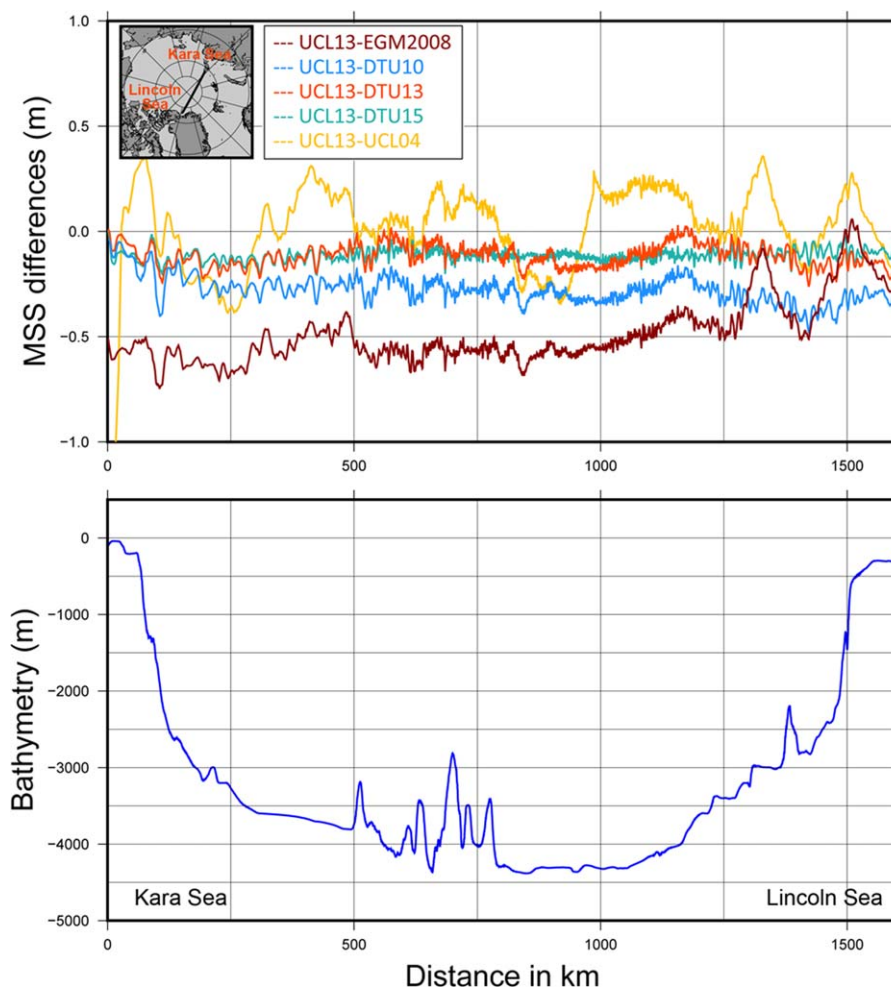 1.0
0.5
0.0
−0.5
−1.0
MSS differences (m)
Kara Sea
Lincoln
Sea
--- UCL13-EGM2008
--- UCL13-DTU10
--- UCL13-DTU13
--- UCL13-DTU15
--- UCL13-UCL04
0 500 1000 1500
0
−1000
−2000
−3000
−4000
−5000
Bathymetry (m)
Kara Sea Lincoln Sea
0 500 1000 1500
Distance in km